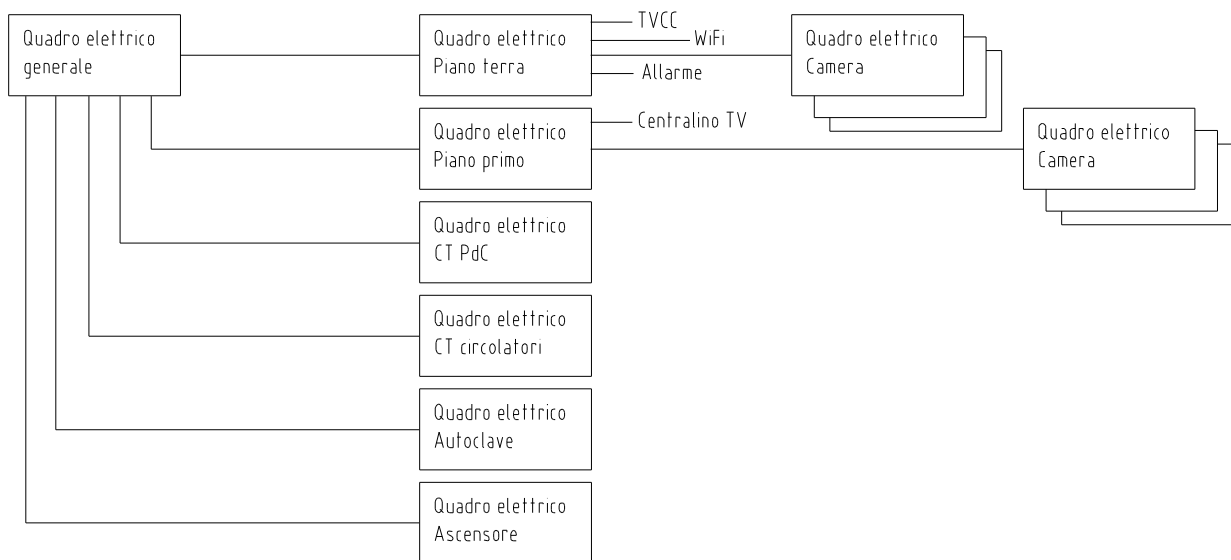 Quadro elettrico
generale
Quadro elettrico
Piano terra
TVCC
WiFi
Allarme
Quadro elettrico
Camera
Quadro elettrico
Piano primo
Centralino TV
Quadro elettrico
Camera
Quadro elettrico
CT PdC
Quadro elettrico
CT circolatori
Quadro elettrico
Autoclave
Quadro elettrico
Ascensore